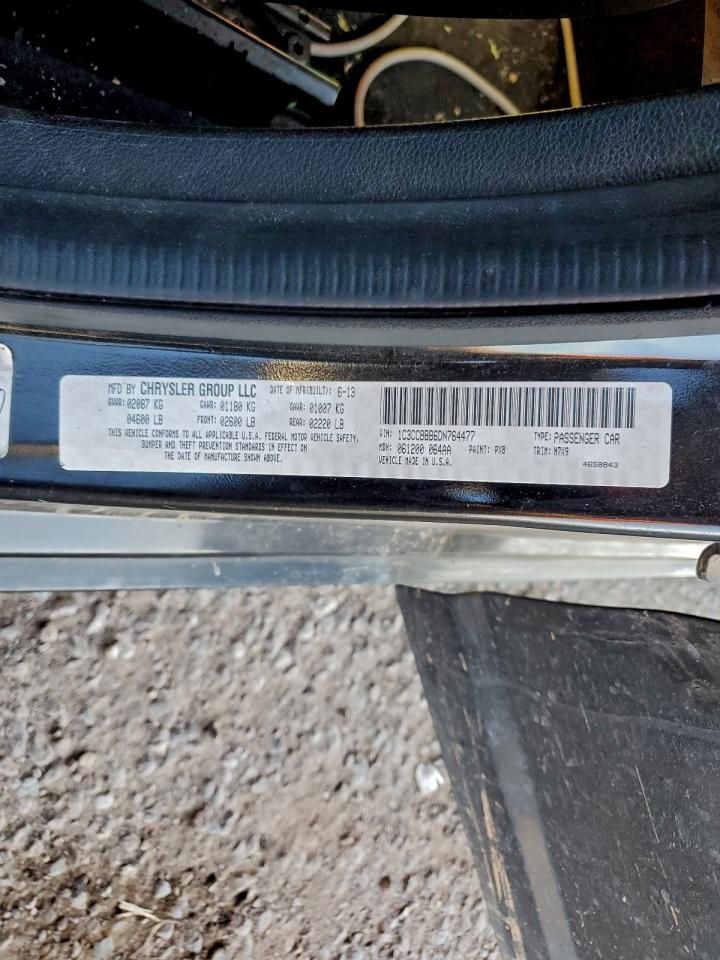 MFD BY CHRYSLER GROUP LLC DATE OF MFR(BUILT): 6-13
GVWR: 02087 KG GAWR: 01180 KG GAWR: 01007 KG
04600 LB FRONT: 02600 LB REAR: 02220 LB
THIS VEHICLE CONFORMS TO ALL APPLICABLE U.S.A. FEDERAL MOTOR VEHICLE SAFETY,
BUMPER AND THEFT PREVENTION STANDARDS IN EFFECT ON
THE DATE OF MANUFACTURE SHOWN ABOVE.
VIN: 1C3CCBBB6DN764477 TYPE: PASSENGER CAR
MDH: 061200 064AA PAINT: PX8 TRIM: M7X9
VEHICLE MADE IN U.S.A. 4658843